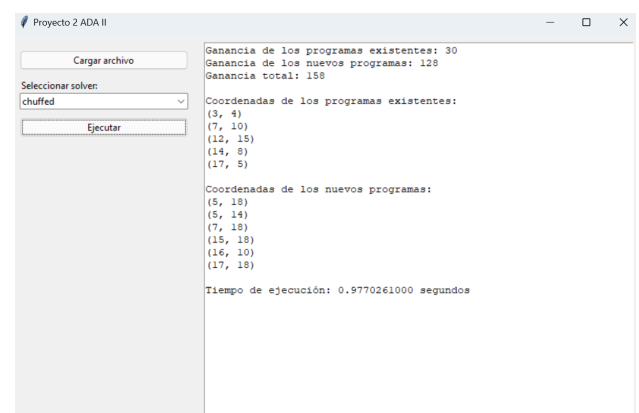 Proyecto 2 ADA II
Cargar archivo
Seleccionar solver:
chuffed
Ejecutar
Ganancia de los programas existentes: 30
Ganancia de los nuevos programas: 128
Ganancia total: 158
Coordenadas de los programas existentes:
(3, 4)
(7, 10)
(12, 15)
(14, 8)
(17, 5)
Coordenadas de los nuevos programas:
(5, 18)
(5, 14)
(7, 18)
(15, 18)
(16, 10)
(17, 18)
Tiempo de ejecución: 0.9770261000 segundos